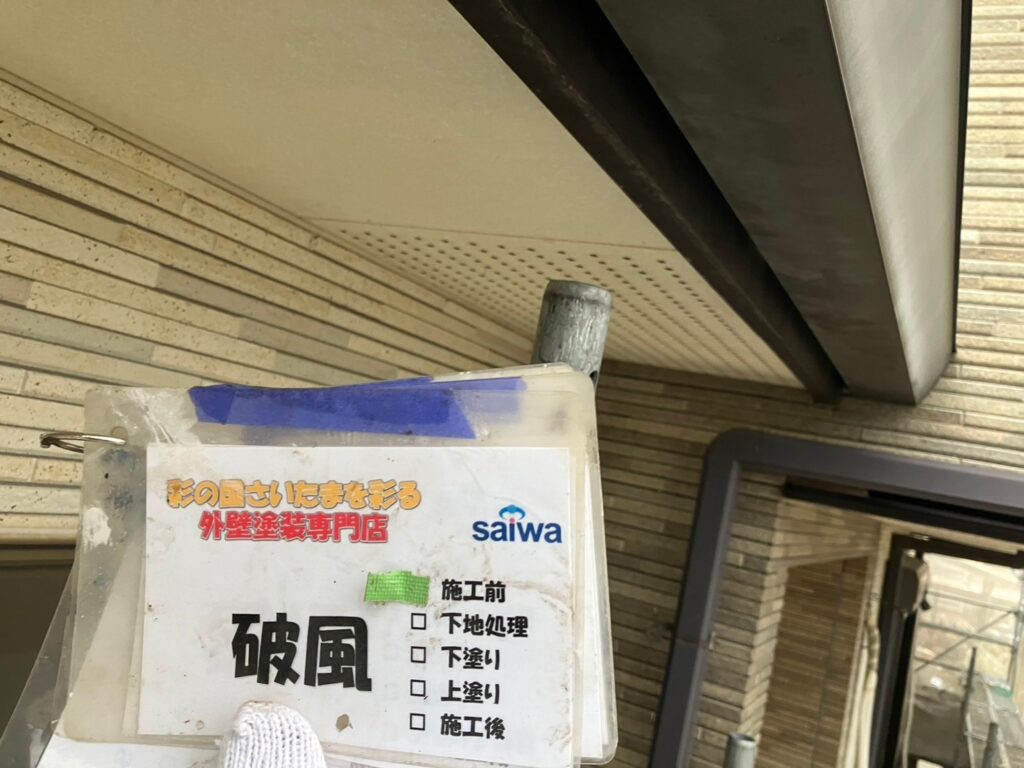 彩の国さいたまを彩る
外壁塗装専門店
saiwa
破風
施工前
□ 下地処理
□ 下塗り
□ 上塗り
□ 施工後